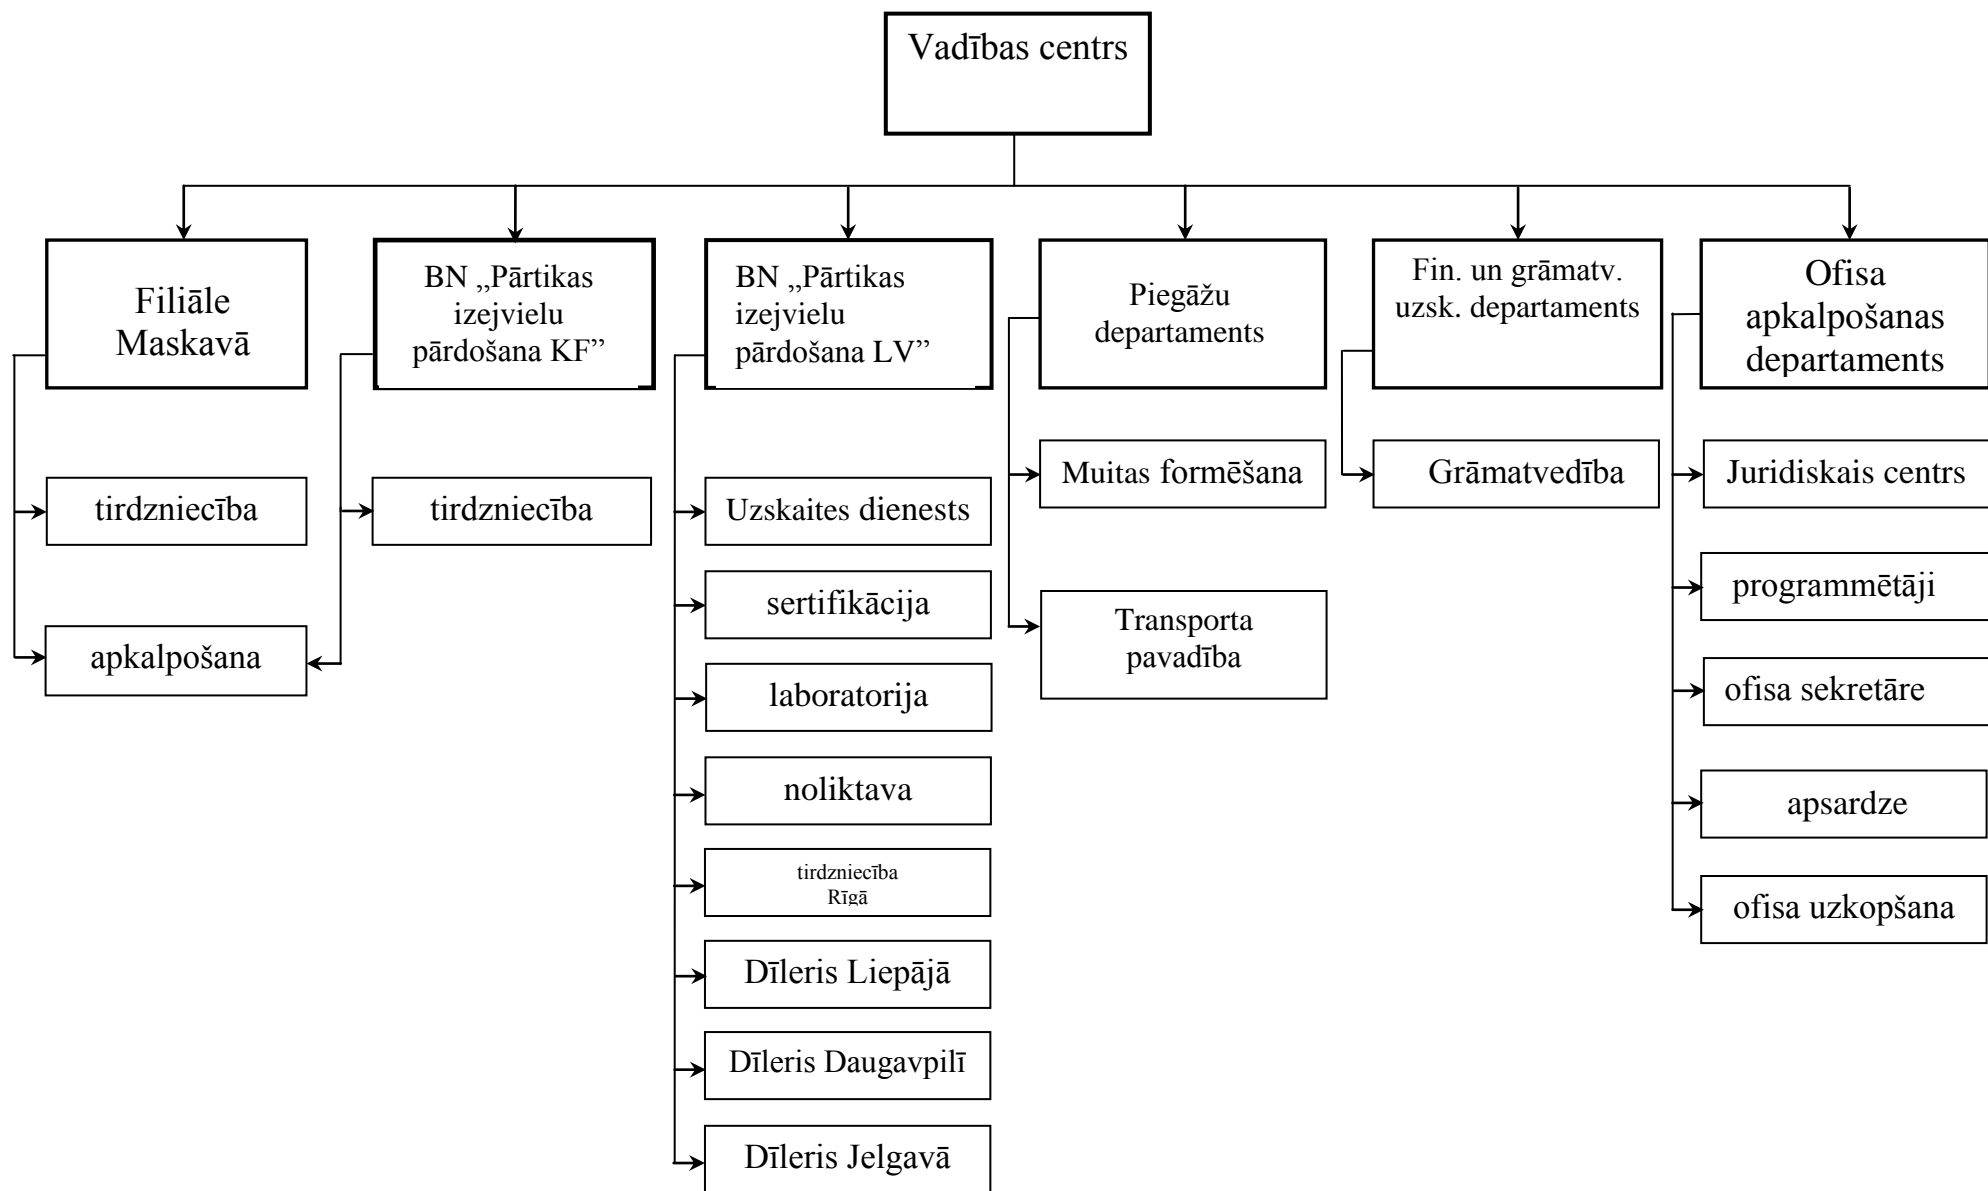 Vadības centrs
Filiāle
Maskavā
BN „Pārtikas
izejvielu
pārdošana KF”
BN „Pārtikas
izejvielu
pārdošana LV”
Piegāžu
departaments
Fin. un grāmatv.
uzsk. departaments
Ofisa
apkalpošanas
departaments
tirdzniecība
apkalpošana
tirdzniecība
Uzskaites dienests
sertifikācija
laboratorija
noliktava
tirdzniecība
Rīgā
Dīleris Liepājā
Dīleris Daugavpilī
Dīleris Jelgavā
Muitas formēšana
Transporta
pavadība
Grāmatvedība
Juridiskais centrs
programmētāji
ofisa sekretāre
apsardze
ofisa uzkopšana